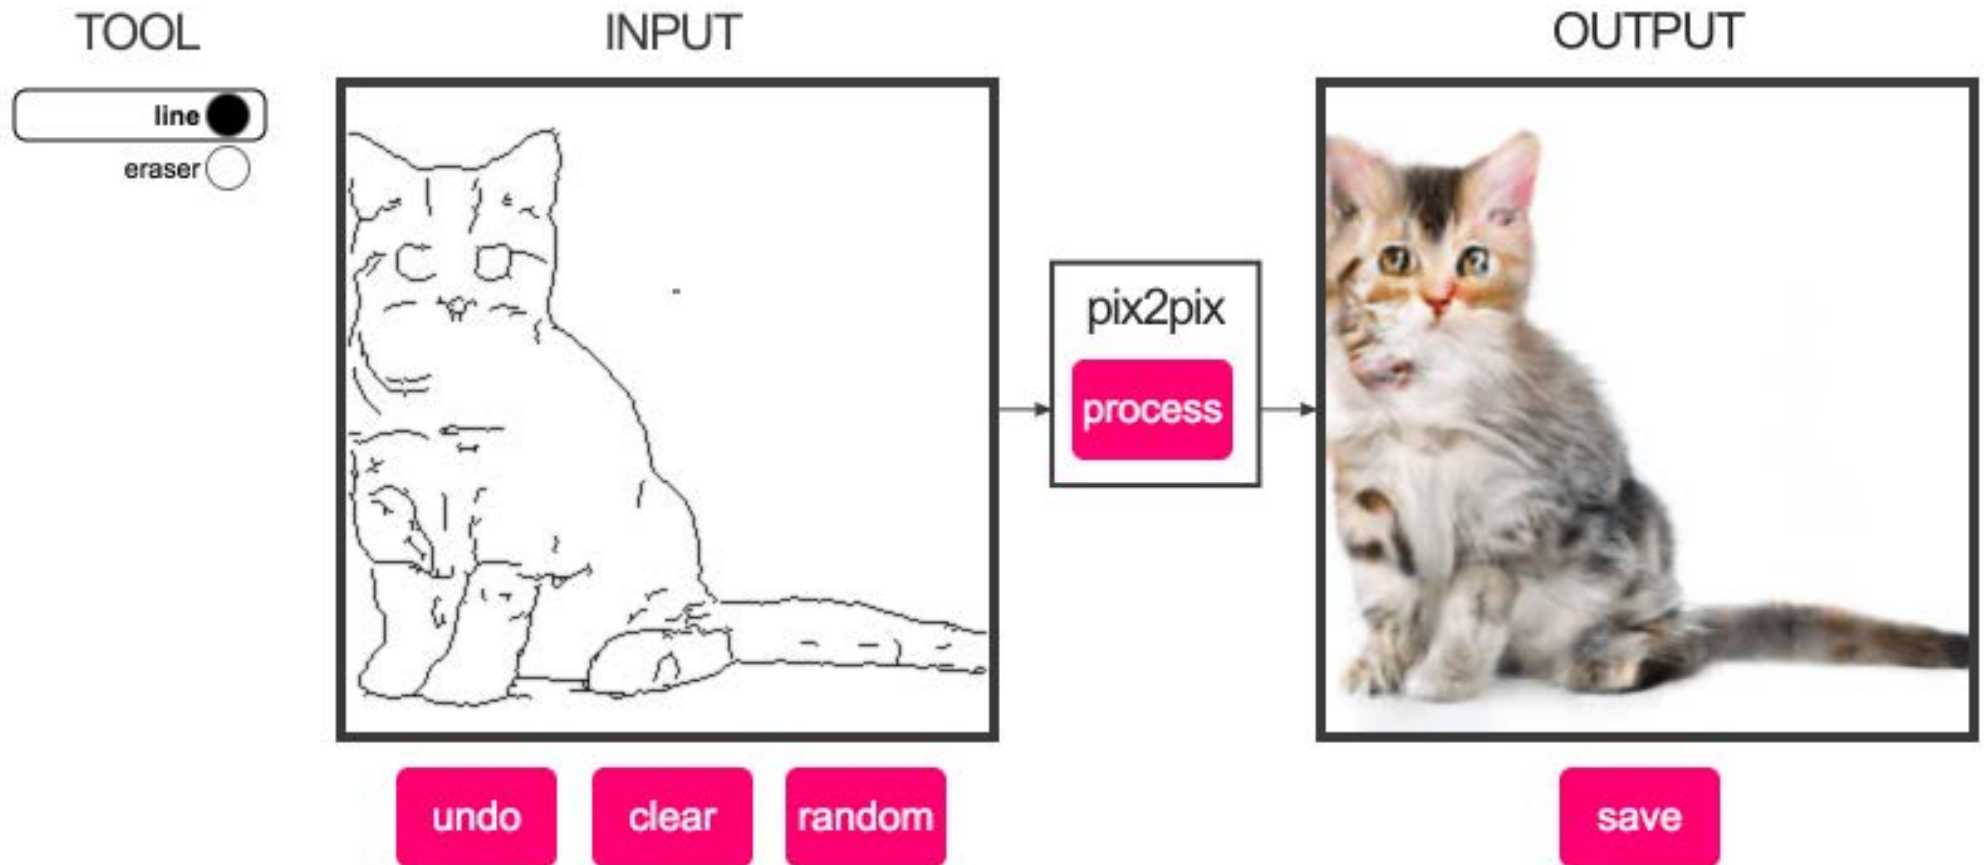 TOOL
INPUT
OUTPUT
line
eraser
pix2pix
process
undo
clear
random
save